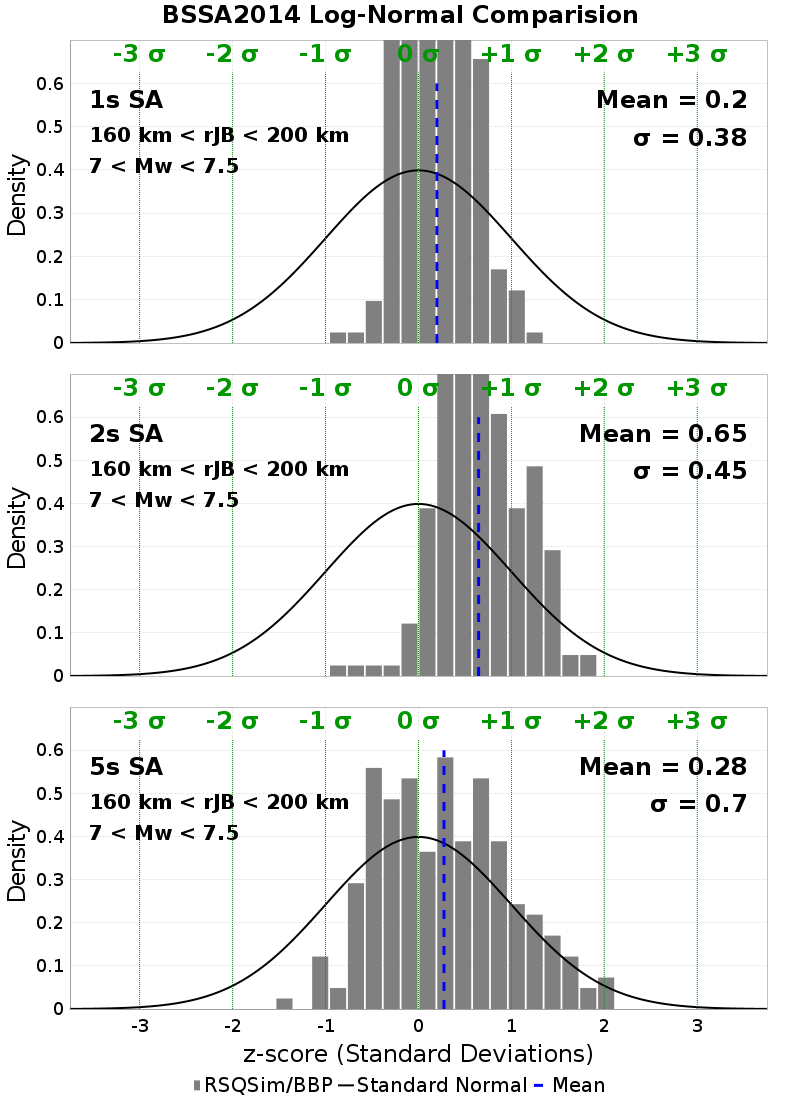 BSSA2014 Log-Normal Comparision
-3 σ -2 σ -1 σ 0 σ +1 σ +2 σ +3 σ
1s SA
160 km < rJB < 200 km
7 < Mw < 7.5
Mean = 0.2
σ = 0.38
Density
0.6
0.5
0.4
0.3
0.2
0.1
0
-3 σ -2 σ -1 σ 0 σ +1 σ +2 σ +3 σ
2s SA
160 km < rJB < 200 km
7 < Mw < 7.5
Mean = 0.65
σ = 0.45
Density
0.6
0.5
0.4
0.3
0.2
0.1
0
-3 σ -2 σ -1 σ 0 σ +1 σ +2 σ +3 σ
5s SA
160 km < rJB < 200 km
7 < Mw < 7.5
Mean = 0.28
σ = 0.7
Density
0.6
0.5
0.4
0.3
0.2
0.1
0
-3 -2 -1 0 1 2 3
z-score (Standard Deviations)
RSQSim/BBP Standard Normal Mean